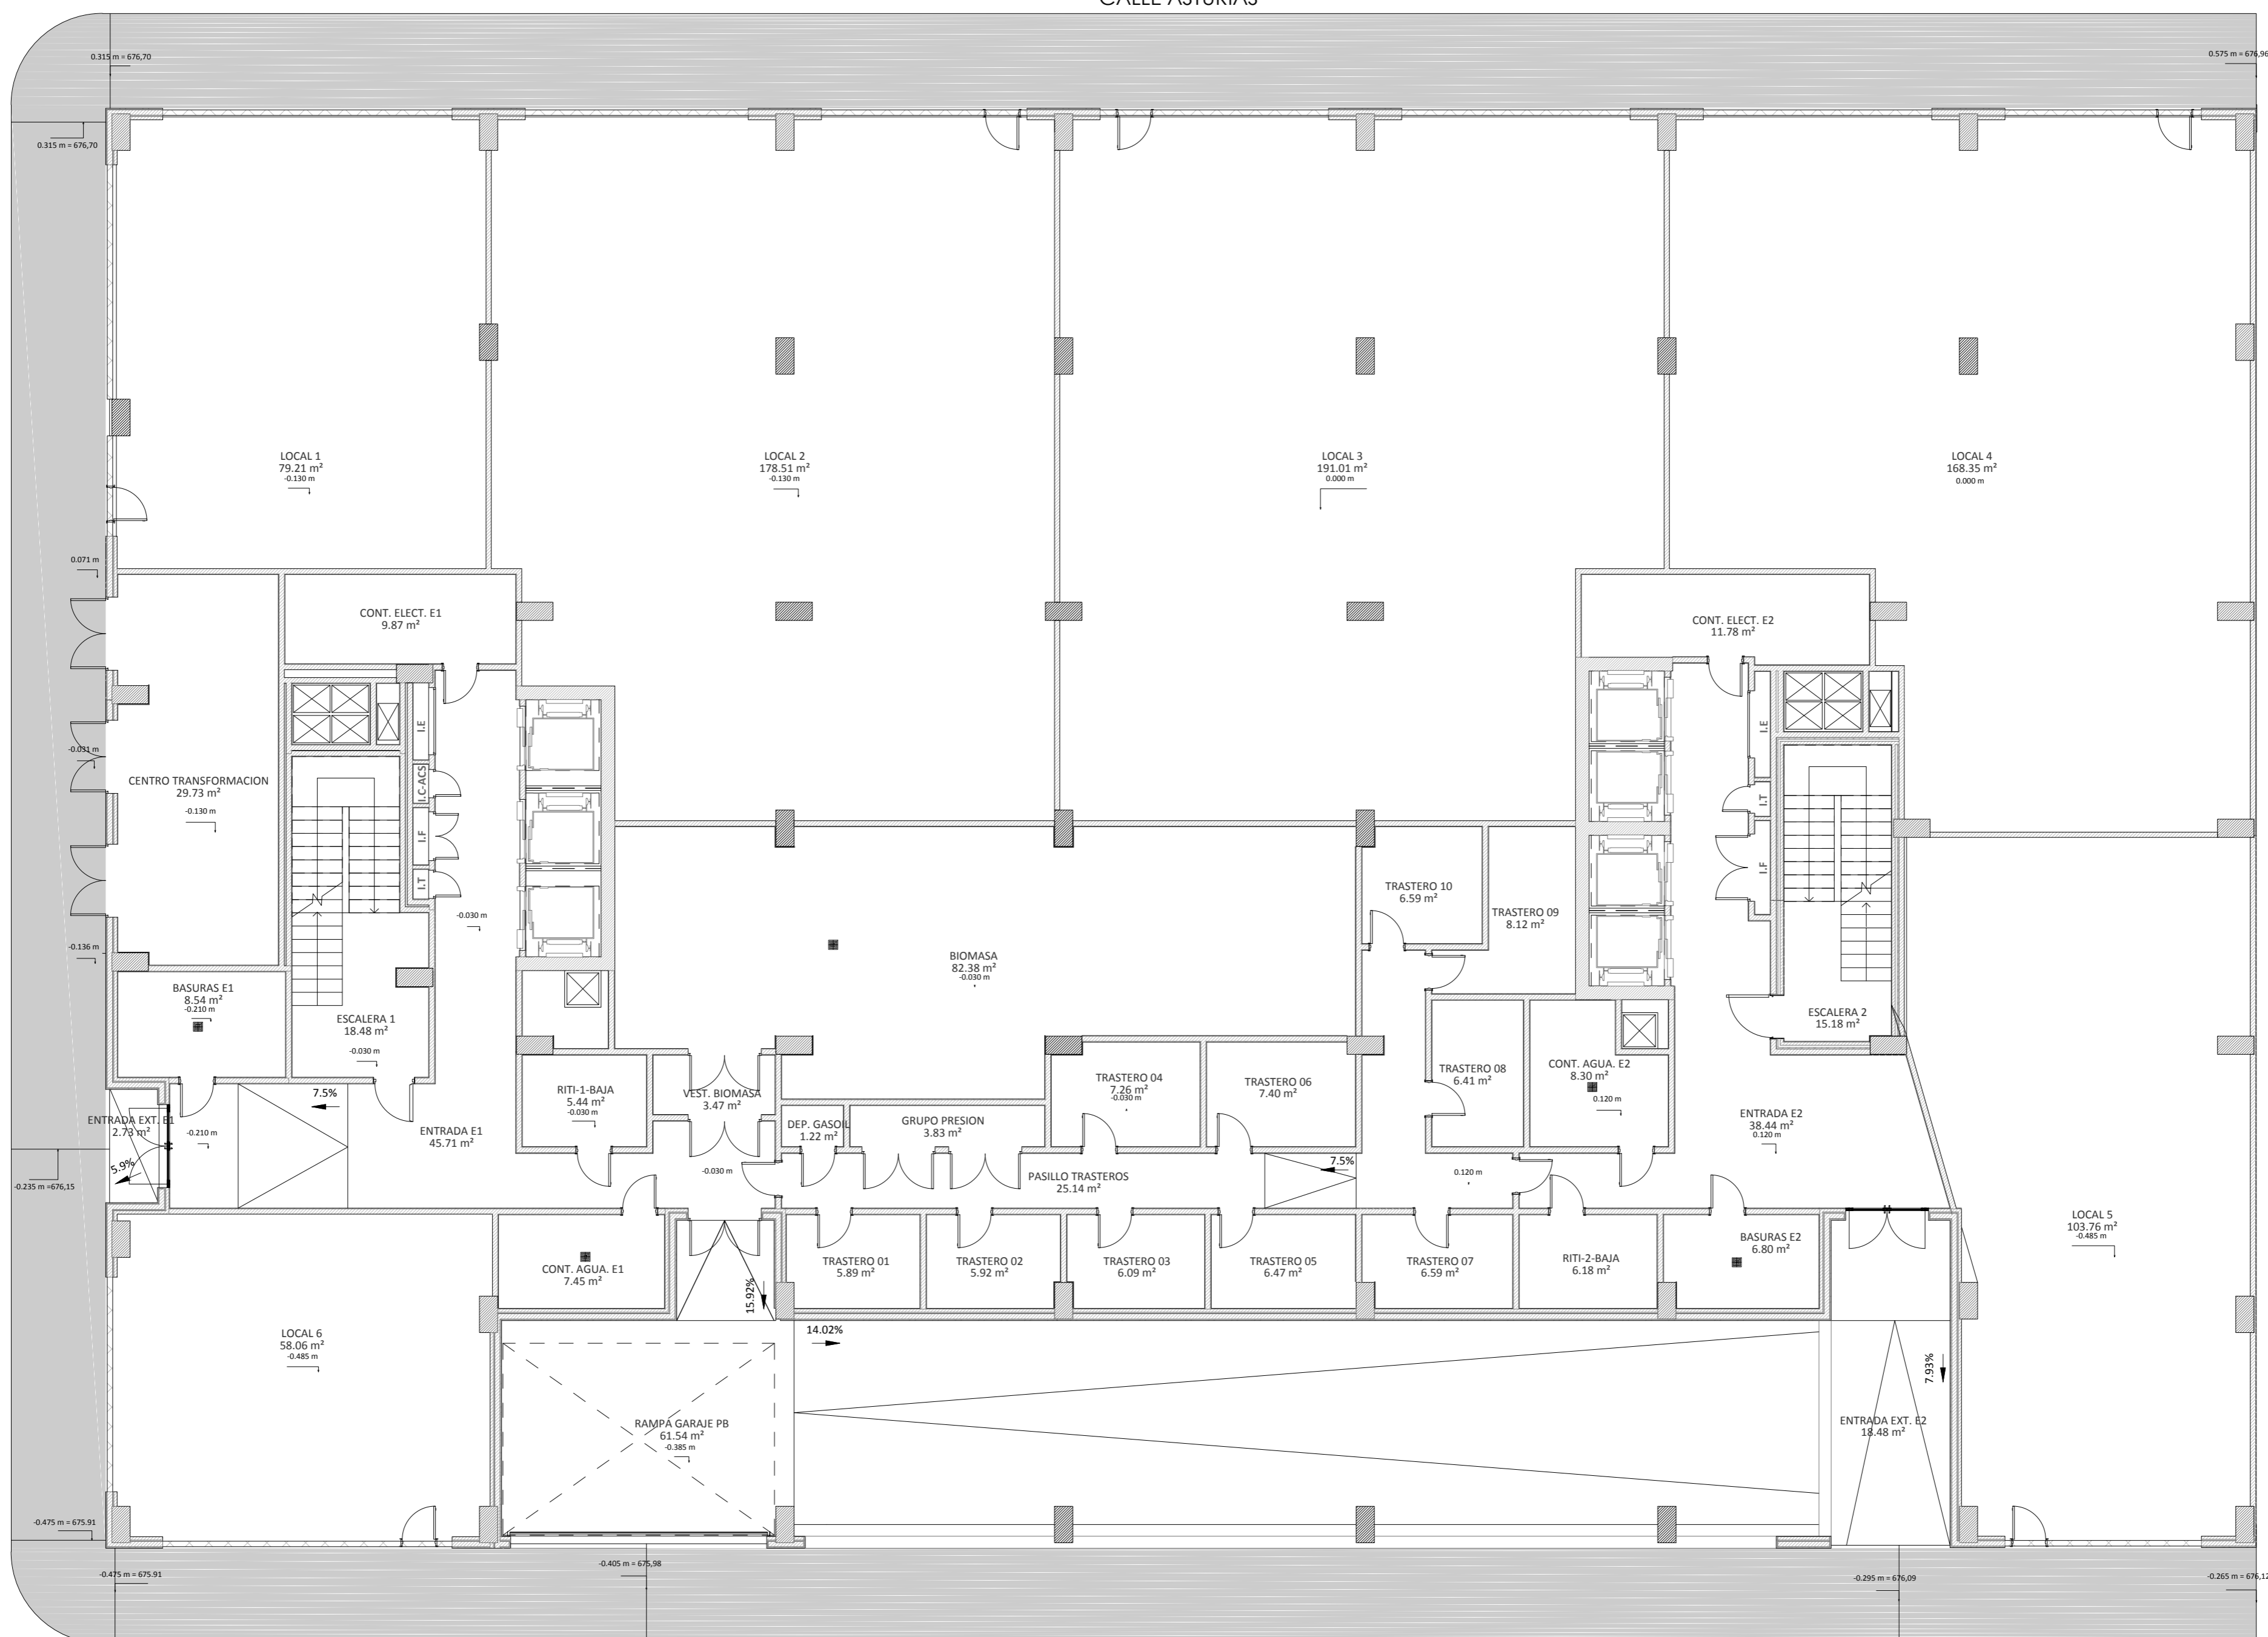 CALLE ASTURIAS
0.315 m = 676,70
0.575 m = 676,96
0.315 m = 676,70
LOCAL 1
79.21 m²
-0.130 m
LOCAL 2
178.51 m²
-0.130 m
LOCAL 3
191.01 m²
0.000 m
LOCAL 4
168.35 m²
0.000 m
0.071 m
CONT. ELECT. E1
9.87 m²
CONT. ELECT. E2
11.78 m²
I.E
I.E
-0.031 m
CENTRO TRANSFORMACION
29.73 m²
-0.130 m
I.C-ACS
I.F
I.T
I.T
I.F
-0.030 m
TRASTERO 10
6.59 m²
TRASTERO 09
8.12 m²
-0.136 m
BIOMASA
82.38 m²
-0.030 m
BASURAS E1
8.54 m²
-0.210 m
ESCALERA 1
18.48 m²
-0.030 m
ESCALERA 2
15.18 m²
7.5%
RITI-1-BAJA
5.44 m²
-0.030 m
VEST. BIOMASA
3.47 m²
TRASTERO 04
7.26 m²
-0.030 m
TRASTERO 06
7.40 m²
TRASTERO 08
6.41 m²
CONT. AGUA. E2
8.30 m²
0.120 m
ENTRADA EXT. E1
2.73 m²
-0.210 m
5.9%
ENTRADA E1
45.71 m²
DEP. GASOIL
1.22 m²
GRUPO PRESION
3.83 m²
ENTRADA E2
38.44 m²
0.120 m
-0.030 m
PASILLO TRASTEROS
25.14 m²
7.5%
0.120 m
-0.235 m =676,15
CONT. AGUA. E1
7.45 m²
15.92%
TRASTERO 01
5.89 m²
TRASTERO 02
5.92 m²
TRASTERO 03
6.09 m²
TRASTERO 05
6.47 m²
TRASTERO 07
6.59 m²
RITI-2-BAJA
6.18 m²
BASURAS E2
6.80 m²
LOCAL 5
103.76 m²
-0.485 m
LOCAL 6
58.06 m²
-0.485 m
14.02%
7.93%
RAMPA GARAJE PB
61.54 m²
-0.385 m
ENTRADA EXT. E2
18.48 m²
-0.475 m = 675.91
-0.475 m = 675.91
-0.405 m = 675,98
-0.295 m = 676,09
-0.265 m = 676,12